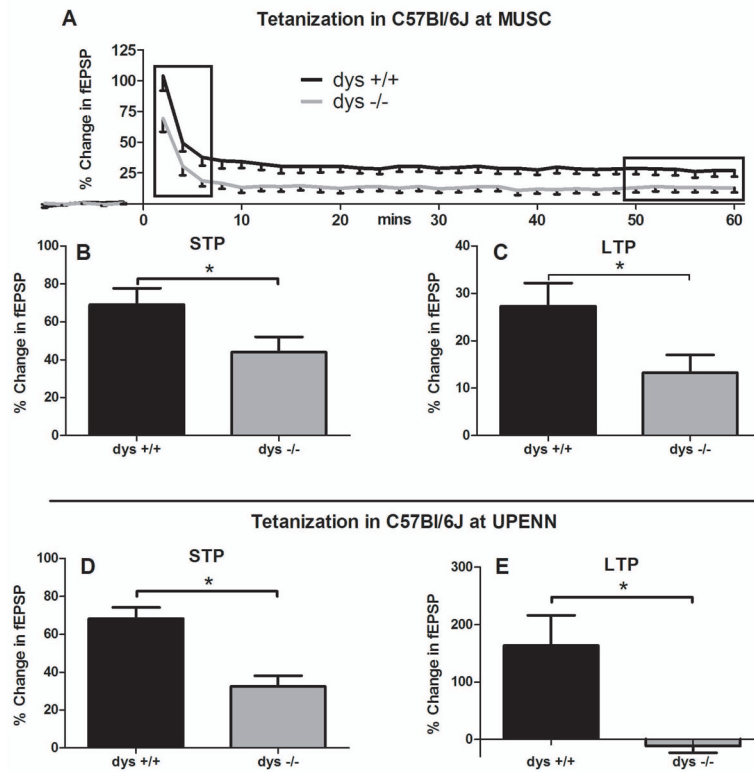 A
Tetanization in C57Bl/6J at MUSC
% Change in fEPSP
125
100
75
50
25
dys +/+
dys -/-
0
10
20
mins
30
40
50
60
B
STP
% Change in fEPSP
100
80
60
40
20
0
*
dys +/+
dys -/-
C
LTP
% Change in fEPSP
40
30
20
10
0
*
dys +/+
dys -/-
Tetanization in C57Bl/6J at UPENN
D
STP
% Change in fEPSP
100
80
60
40
20
0
*
dys +/+
dys -/-
E
LTP
% Change in fEPSP
300
200
100
0
*
dys +/+
dys -/-